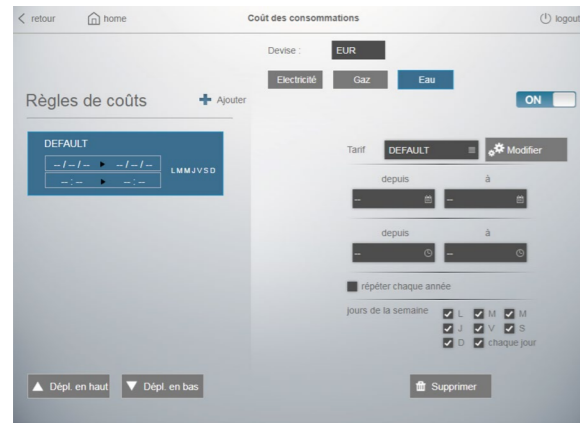 retour home Coût des consommations logout
Devise : EUR
Electricité Gaz Eau
Règles de coûts Ajouter
ON
DEFAULT
-- / -- / -- -- / -- / --
-- : -- -- : --
LMMJVSD
Tarif DEFAULT Modifier
depuis à
-- --
depuis à
-- --
répéter chaque année
jours de la semaine L M M
J V S
D chaque jour
Dépl. en haut Dépl. en bas Supprimer